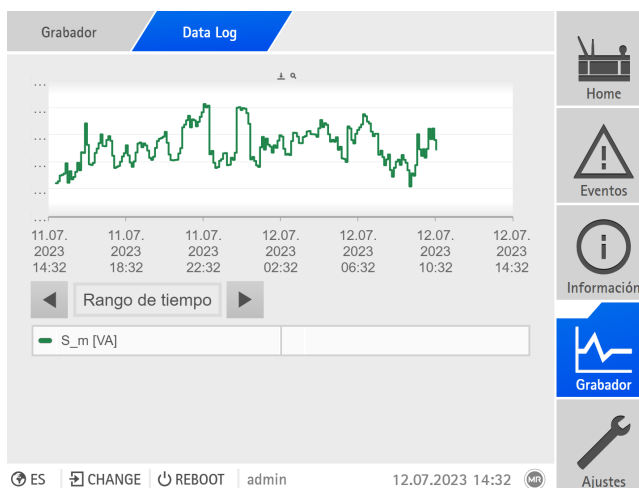 Grabador
Data Log
Home
...
...
...
...
...
...
11.07.
2023
14:32
11.07.
2023
18:32
11.07.
2023
22:32
12.07.
2023
02:32
12.07.
2023
06:32
12.07.
2023
10:32
12.07.
2023
14:32
Rango de tiempo
S_m [VA]
Eventos
Información
Grabador
Ajustes
ES
CHANGE
REBOOT
admin
12.07.2023 14:32
MR